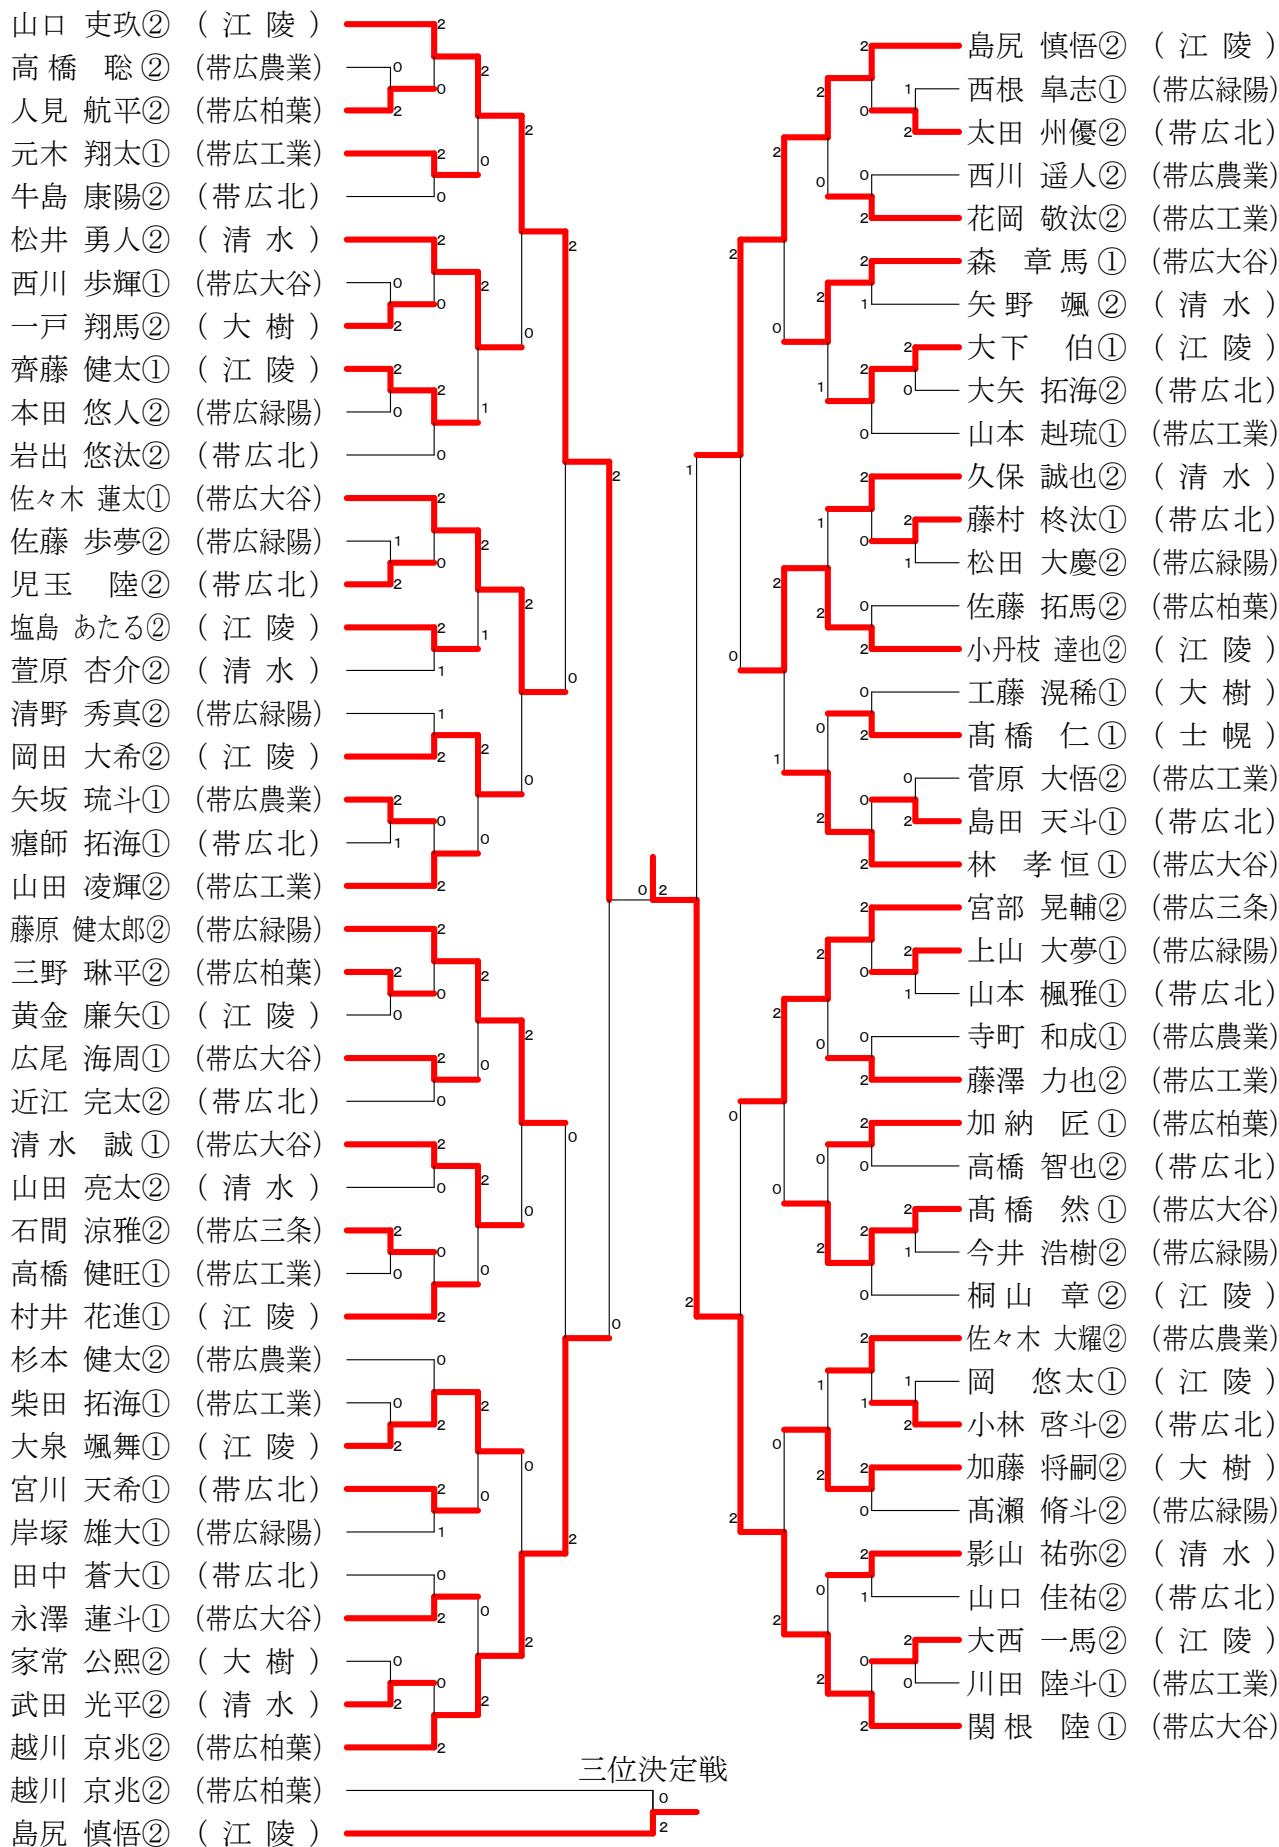 山口 吏玖② ( 江 陵 )
高橋 聡② (帯広農業)
人見 航平② (帯広柏葉)
元木 翔太① (帯広工業)
牛島 康陽② (帯広北)
松井 勇人② ( 清 水 )
西川 歩輝① (帯広大谷)
一戸 翔馬② ( 大 樹 )
齊藤 健太① ( 江 陵 )
本田 悠人② (帯広緑陽)
岩出 悠汰② (帯広北)
佐々木 蓮太① (帯広大谷)
佐藤 歩夢② (帯広緑陽)
児玉 陸② (帯広北)
塩島 あたる② ( 江 陵 )
萱原 杏介② ( 清 水 )
清野 秀真② (帯広緑陽)
岡田 大希② ( 江 陵 )
矢坂 琉斗① (帯広農業)
瘧師 拓海① (帯広北)
山田 凌輝② (帯広工業)
藤原 健太郎② (帯広緑陽)
三野 琳平② (帯広柏葉)
黄金 廉矢① ( 江 陵 )
広尾 海周① (帯広大谷)
近江 完太② (帯広北)
清水 誠① (帯広大谷)
山田 亮太② ( 清 水 )
石間 涼雅② (帯広三条)
高橋 健旺① (帯広工業)
村井 花進① ( 江 陵 )
杉本 健太② (帯広農業)
柴田 拓海① (帯広工業)
大泉 颯舞① ( 江 陵 )
宮川 天希① (帯広北)
岸塚 雄大① (帯広緑陽)
田中 蒼大① (帯広北)
永澤 蓮斗① (帯広大谷)
家常 公熙② ( 大 樹 )
武田 光平② ( 清 水 )
越川 京兆② (帯広柏葉)
三位決定戦
越川 京兆② (帯広柏葉)
島尻 慎悟② ( 江 陵 )
島尻 慎悟② ( 江 陵 )
西根 皐志① (帯広緑陽)
太田 州優② (帯広北)
西川 遥人② (帯広農業)
花岡 敬汰② (帯広工業)
森 章馬① (帯広大谷)
矢野 颯② ( 清 水 )
大下 伯① ( 江 陵 )
大矢 拓海② (帯広北)
山本 赳琉① (帯広工業)
久保 誠也② ( 清 水 )
藤村 柊汰① (帯広北)
松田 大慶② (帯広緑陽)
佐藤 拓馬② (帯広柏葉)
小丹枝 達也② ( 江 陵 )
工藤 滉稀① ( 大 樹 )
髙橋 仁① ( 士 幌 )
菅原 大悟② (帯広工業)
島田 天斗① (帯広北)
林 孝恒① (帯広大谷)
宮部 晃輔② (帯広三条)
上山 大夢① (帯広緑陽)
山本 楓雅① (帯広北)
寺町 和成① (帯広農業)
藤澤 力也② (帯広工業)
加納 匠① (帯広柏葉)
高橋 智也② (帯広北)
髙橋 然① (帯広大谷)
今井 浩樹② (帯広緑陽)
桐山 章② ( 江 陵 )
佐々木 大耀② (帯広農業)
岡 悠太① ( 江 陵 )
小林 啓斗② (帯広北)
加藤 将嗣② ( 大 樹 )
髙瀬 脩斗② (帯広緑陽)
影山 祐弥② ( 清 水 )
山口 佳祐② (帯広北)
大西 一馬② ( 江 陵 )
川田 陸斗① (帯広工業)
関根 陸① (帯広大谷)